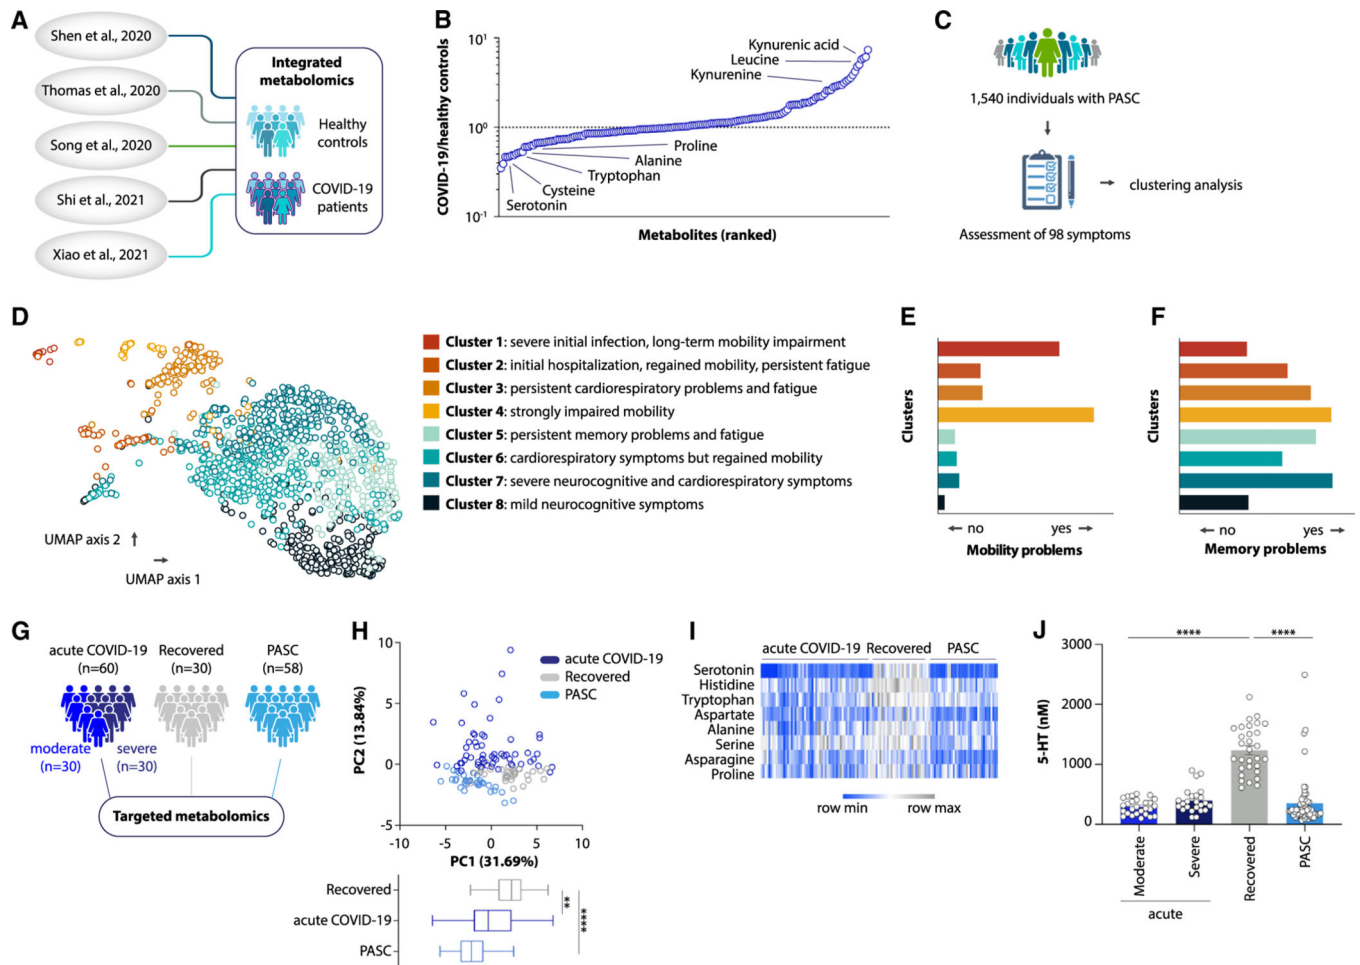 A
Shen et al., 2020
Thomas et al., 2020
Song et al., 2020
Shi et al., 2021
Xiao et al., 2021
Integrated
metabolomics
Healthy
controls
COVID-19
patients
B
COVID-19/healthy controls
10¹
10⁰
10⁻¹
Kynurenic acid
Leucine
Kynurenine
Proline
Alanine
Tryptophan
Cysteine
Serotonin
Metabolites (ranked)
C
1,540 individuals with PASC
clustering analysis
Assessment of 98 symptoms
D
UMAP axis 2
UMAP axis 1
Cluster 1: severe initial infection, long-term mobility impairment
Cluster 2: initial hospitalization, regained mobility, persistent fatigue
Cluster 3: persistent cardiorespiratory problems and fatigue
Cluster 4: strongly impaired mobility
Cluster 5: persistent memory problems and fatigue
Cluster 6: cardiorespiratory symptoms but regained mobility
Cluster 7: severe neurocognitive and cardiorespiratory symptoms
Cluster 8: mild neurocognitive symptoms
E
Clusters
no yes
Mobility problems
F
Clusters
no yes
Memory problems
G
acute COVID-19 Recovered PASC
(n=60) (n=30) (n=58)
moderate severe
(n=30) (n=30)
Targeted metabolomics
H
PC2 (13.84%)
10
5
0
-5
-10 -5 0 5 10
PC1 (31.69%)
acute COVID-19
Recovered
PASC
Recovered
acute COVID-19
PASC
**
****
I
acute COVID-19 Recovered PASC
Serotonin
Histidine
Tryptophan
Aspartate
Alanine
Serine
Asparagine
Proline
row min row max
J
5-HT (nM)
3000
2000
1000
0
**** ****
Moderate
Severe
Recovered
PASC
acute